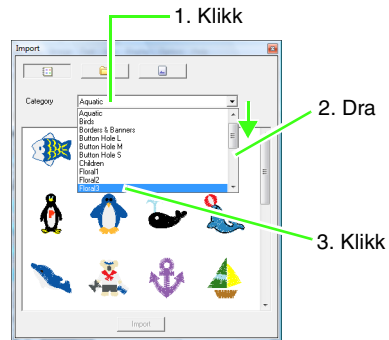 1. Klikk
Import
Category
Aquatic
Aquatic
Birds
Borders & Banners
Button Hole L
Button Hole M
Button Hole S
Children
Floral1
Floral2
Floral3
2. Dra
3. Klikk
Import